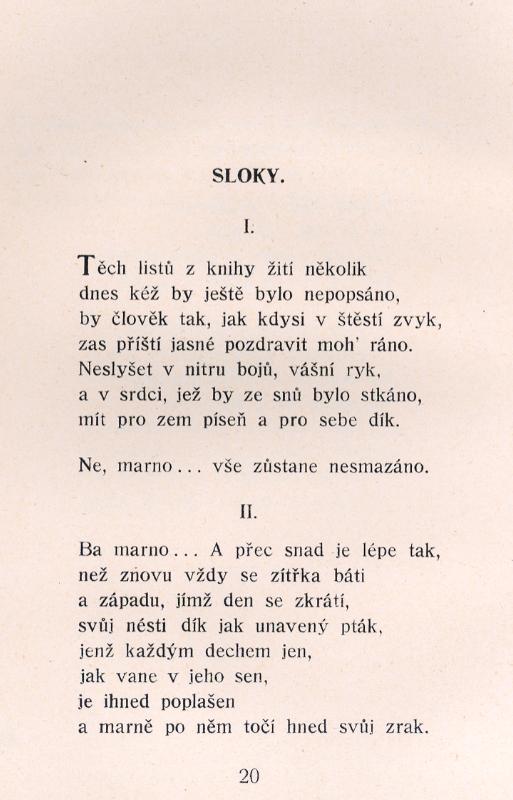 SLOKY.
I.
Těch listů z knihy žití několik
dnes kéž by ještě bylo nepopsáno,
by člověk tak, jak kdysi v štěstí zvyk,
zas příští jasné pozdravit moh' ráno.
Neslyšet v nitru bojů, vášní ryk,
a v srdci, jež by ze snů bylo stkáno,
mít pro zem píseň a pro sebe dík.
Ne, marno... vše zůstane nesmazáno.
II.
Ba marno... A přec snad je lépe tak,
než znovu vždy se zítřka báti
a západu, jímž den se zkrátí,
svůj nésti dík jak unavený pták,
jenž každým dechem jen,
jak vane v jeho sen,
je ihned poplašen
a marně po něm točí hned svůj zrak.
20